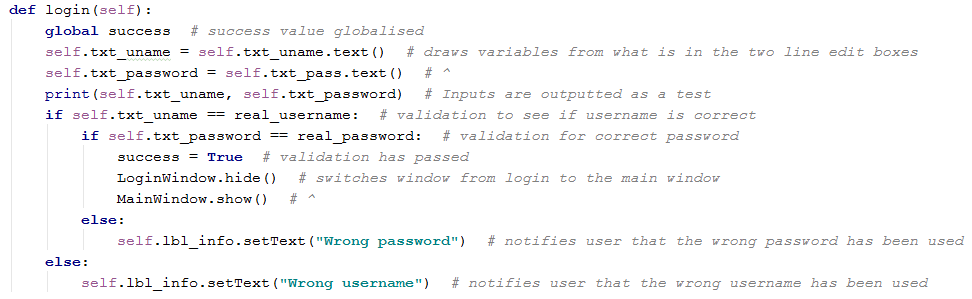 def login(self):
    global success  # success value globalised
    self.txt_uname = self.txt_uname.text()  # draws variables from what is in the two line edit boxes
    self.txt_password = self.txt_pass.text()  # ^
    print(self.txt_uname, self.txt_password)  # Inputs are outputted as a test
    if self.txt_uname == real_username:  # validation to see if username is correct
        if self.txt_password == real_password:  # validation for correct password
            success = True  # validation has passed
            LoginWindow.hide()  # switches window from login to the main window
            MainWindow.show()  # ^
        else:
            self.lbl_info.setText("Wrong password")  # notifies user that the wrong password has been used
    else:
        self.lbl_info.setText("Wrong username")  # notifies user that the wrong username has been used